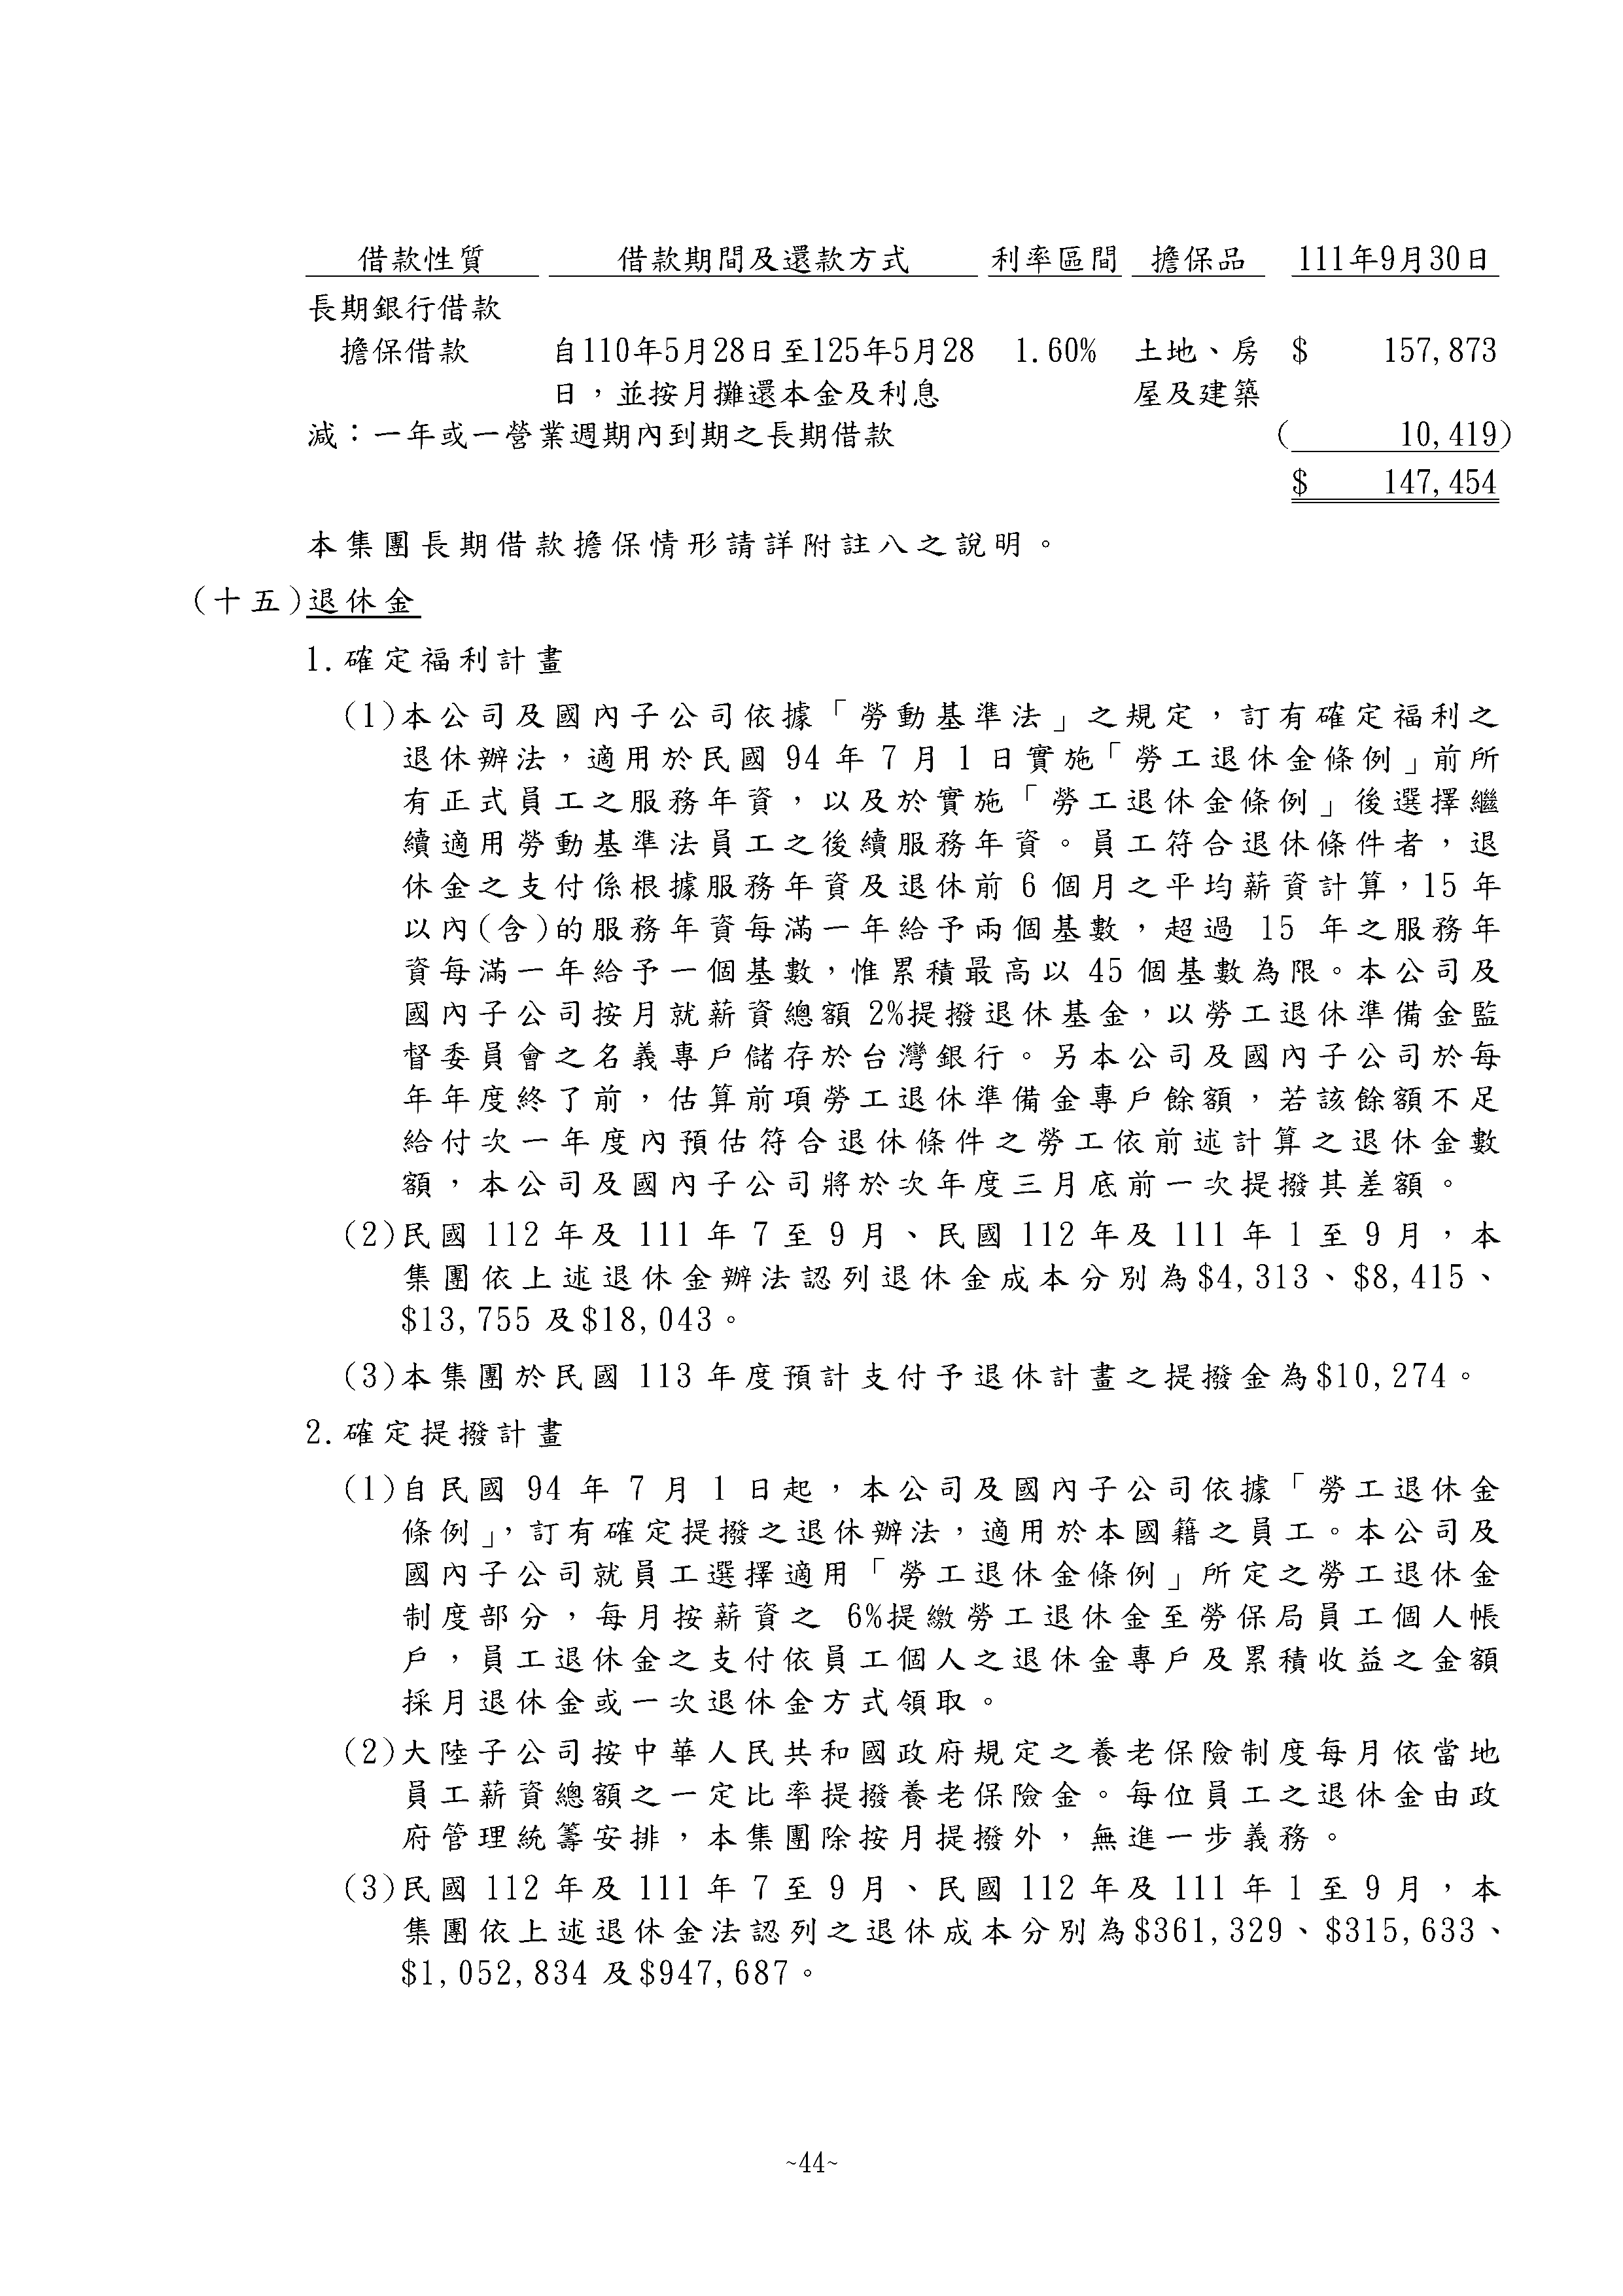 借款性質 借款期間及還款方式 利率區間 擔保品 111年9月30日
長期銀行借款
擔保借款 自110年5月28日至125年5月28 1.60% 土地、房 $ 157,873
日，並按月攤還本金及利息 屋及建築
減：一年或一營業週期內到期之長期借款 ( 10,419)
$ 147,454
本集團長期借款擔保情形請詳附註八之說明。
(十五)退休金
1.確定福利計畫
(1)本公司及國內子公司依據「勞動基準法」之規定，訂有確定福利之
退休辦法，適用於民國 94 年 7 月 1 日實施「勞工退休金條例」前所
有正式員工之服務年資，以及於實施「勞工退休金條例」後選擇繼
續適用勞動基準法員工之後續服務年資。員工符合退休條件者，退
休金之支付係根據服務年資及退休前 6 個月之平均薪資計算，15 年
以內(含)的服務年資每滿一年給予兩個基數，超過 15 年之服務年
資每滿一年給予一個基數，惟累積最高以 45 個基數為限。本公司及
國內子公司按月就薪資總額 2%提撥退休基金，以勞工退休準備金監
督委員會之名義專戶儲存於台灣銀行。另本公司及國內子公司於每
年年度終了前，估算前項勞工退休準備金專戶餘額，若該餘額不足
給付次一年度內預估符合退休條件之勞工依前述計算之退休金數
額，本公司及國內子公司將於次年度三月底前一次提撥其差額。
(2)民國 112 年及 111 年 7 至 9 月、民國 112 年及 111 年 1 至 9 月，本
集團依上述退休金辦法認列退休金成本分別為$4,313、$8,415、
$13,755 及$18,043。
(3)本集團於民國 113 年度預計支付予退休計畫之提撥金為$10,274。
2.確定提撥計畫
(1)自民國 94 年 7 月 1 日起，本公司及國內子公司依據「勞工退休金
條例」，訂有確定提撥之退休辦法，適用於本國籍之員工。本公司及
國內子公司就員工選擇適用「勞工退休金條例」所定之勞工退休金
制度部分，每月按薪資之 6%提繳勞工退休金至勞保局員工個人帳
戶，員工退休金之支付依員工個人之退休金專戶及累積收益之金額
採月退休金或一次退休金方式領取。
(2)大陸子公司按中華人民共和國政府規定之養老保險制度每月依當地
員工薪資總額之一定比率提撥養老保險金。每位員工之退休金由政
府管理統籌安排，本集團除按月提撥外，無進一步義務。
(3)民國 112 年及 111 年 7 至 9 月、民國 112 年及 111 年 1 至 9 月，本
集團依上述退休金法認列之退休成本分別為$361,329、$315,633、
$1,052,834 及$947,687。
~44~